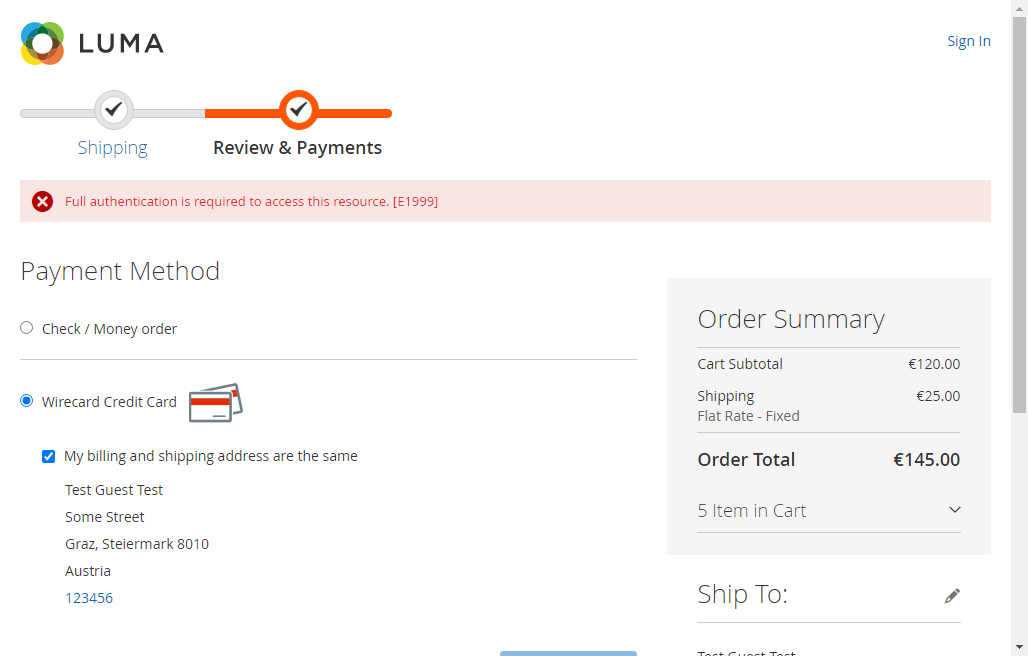 LUMA
Sign In
Shipping
Review & Payments
Full authentication is required to access this resource. [E1999]
Payment Method
Check / Money order
Wirecard Credit Card
My billing and shipping address are the same
Test Guest Test
Some Street
Graz, Steiermark 8010
Austria
123456
Order Summary
Cart Subtotal €120.00
Shipping €25.00
Flat Rate - Fixed
Order Total €145.00
5 Item in Cart
Ship To:
Test Guest Test